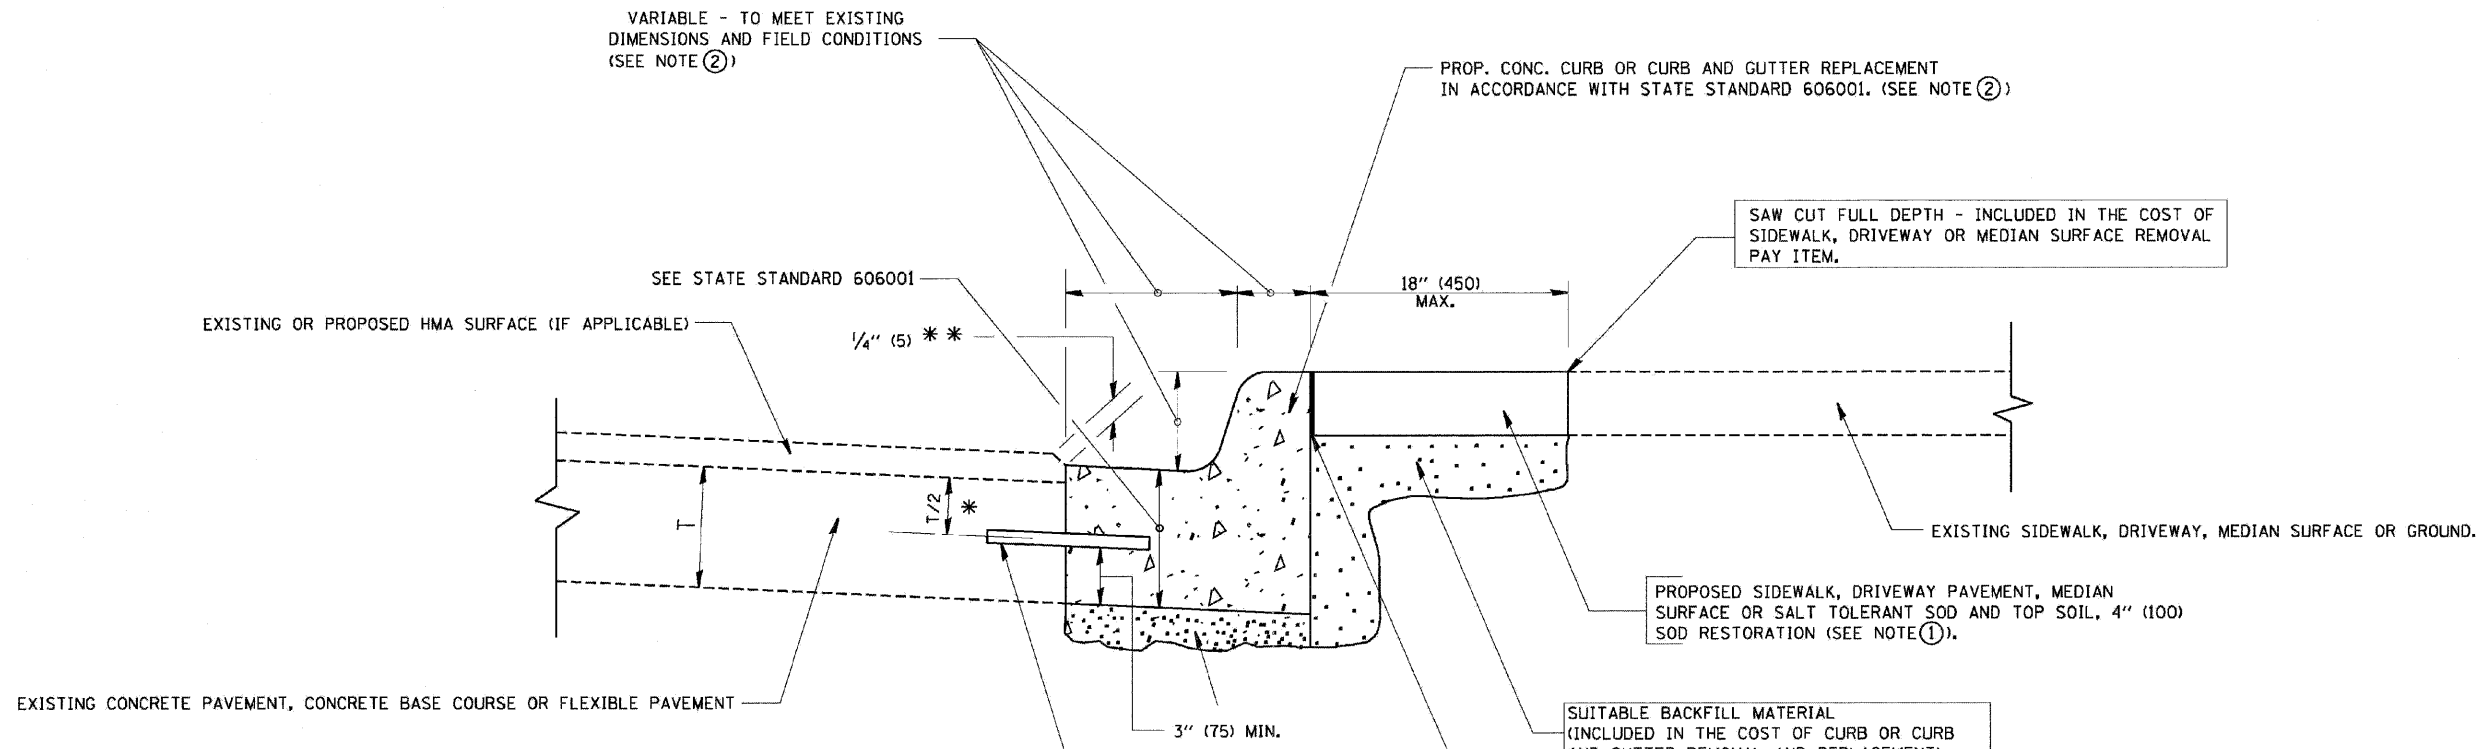 VARIABLE - TO MEET EXISTING
DIMENSIONS AND FIELD CONDITIONS
(SEE NOTE ②)
PROP. CONC. CURB OR CURB AND GUTTER REPLACEMENT
IN ACCORDANCE WITH STATE STANDARD 606001. (SEE NOTE ②)
SAW CUT FULL DEPTH - INCLUDED IN THE COST OF
SIDEWALK, DRIVEWAY OR MEDIAN SURFACE REMOVAL
PAY ITEM.
SEE STATE STANDARD 606001
18" (450)
MAX.
EXISTING OR PROPOSED HMA SURFACE (IF APPLICABLE)
1/4" (5) * *
T
T/2 *
EXISTING SIDEWALK, DRIVEWAY, MEDIAN SURFACE OR GROUND.
PROPOSED SIDEWALK, DRIVEWAY PAVEMENT, MEDIAN
SURFACE OR SALT TOLERANT SOD AND TOP SOIL, 4" (100)
SOD RESTORATION (SEE NOTE ①).
EXISTING CONCRETE PAVEMENT, CONCRETE BASE COURSE OR FLEXIBLE PAVEMENT
3" (75) MIN.
SUITABLE BACKFILL MATERIAL
(INCLUDED IN THE COST OF CURB OR CURB
AND GUTTER REMOVAL AND REPLACEMENT)